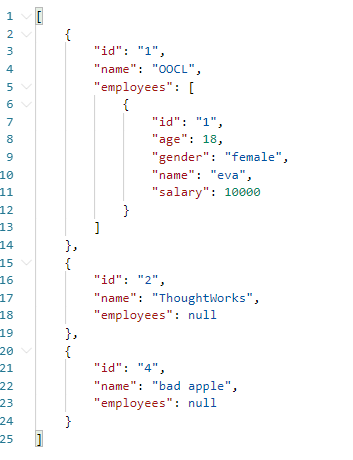 1 [
2 {
3 "id": "1",
4 "name": "OOCL",
5 "employees": [
6 {
7 "id": "1",
8 "age": 18,
9 "gender": "female",
10 "name": "eva",
11 "salary": 10000
12 }
13 ]
14 },
15 {
16 "id": "2",
17 "name": "ThoughtWorks",
18 "employees": null
19 },
20 {
21 "id": "4",
22 "name": "bad apple",
23 "employees": null
24 }
25 ]